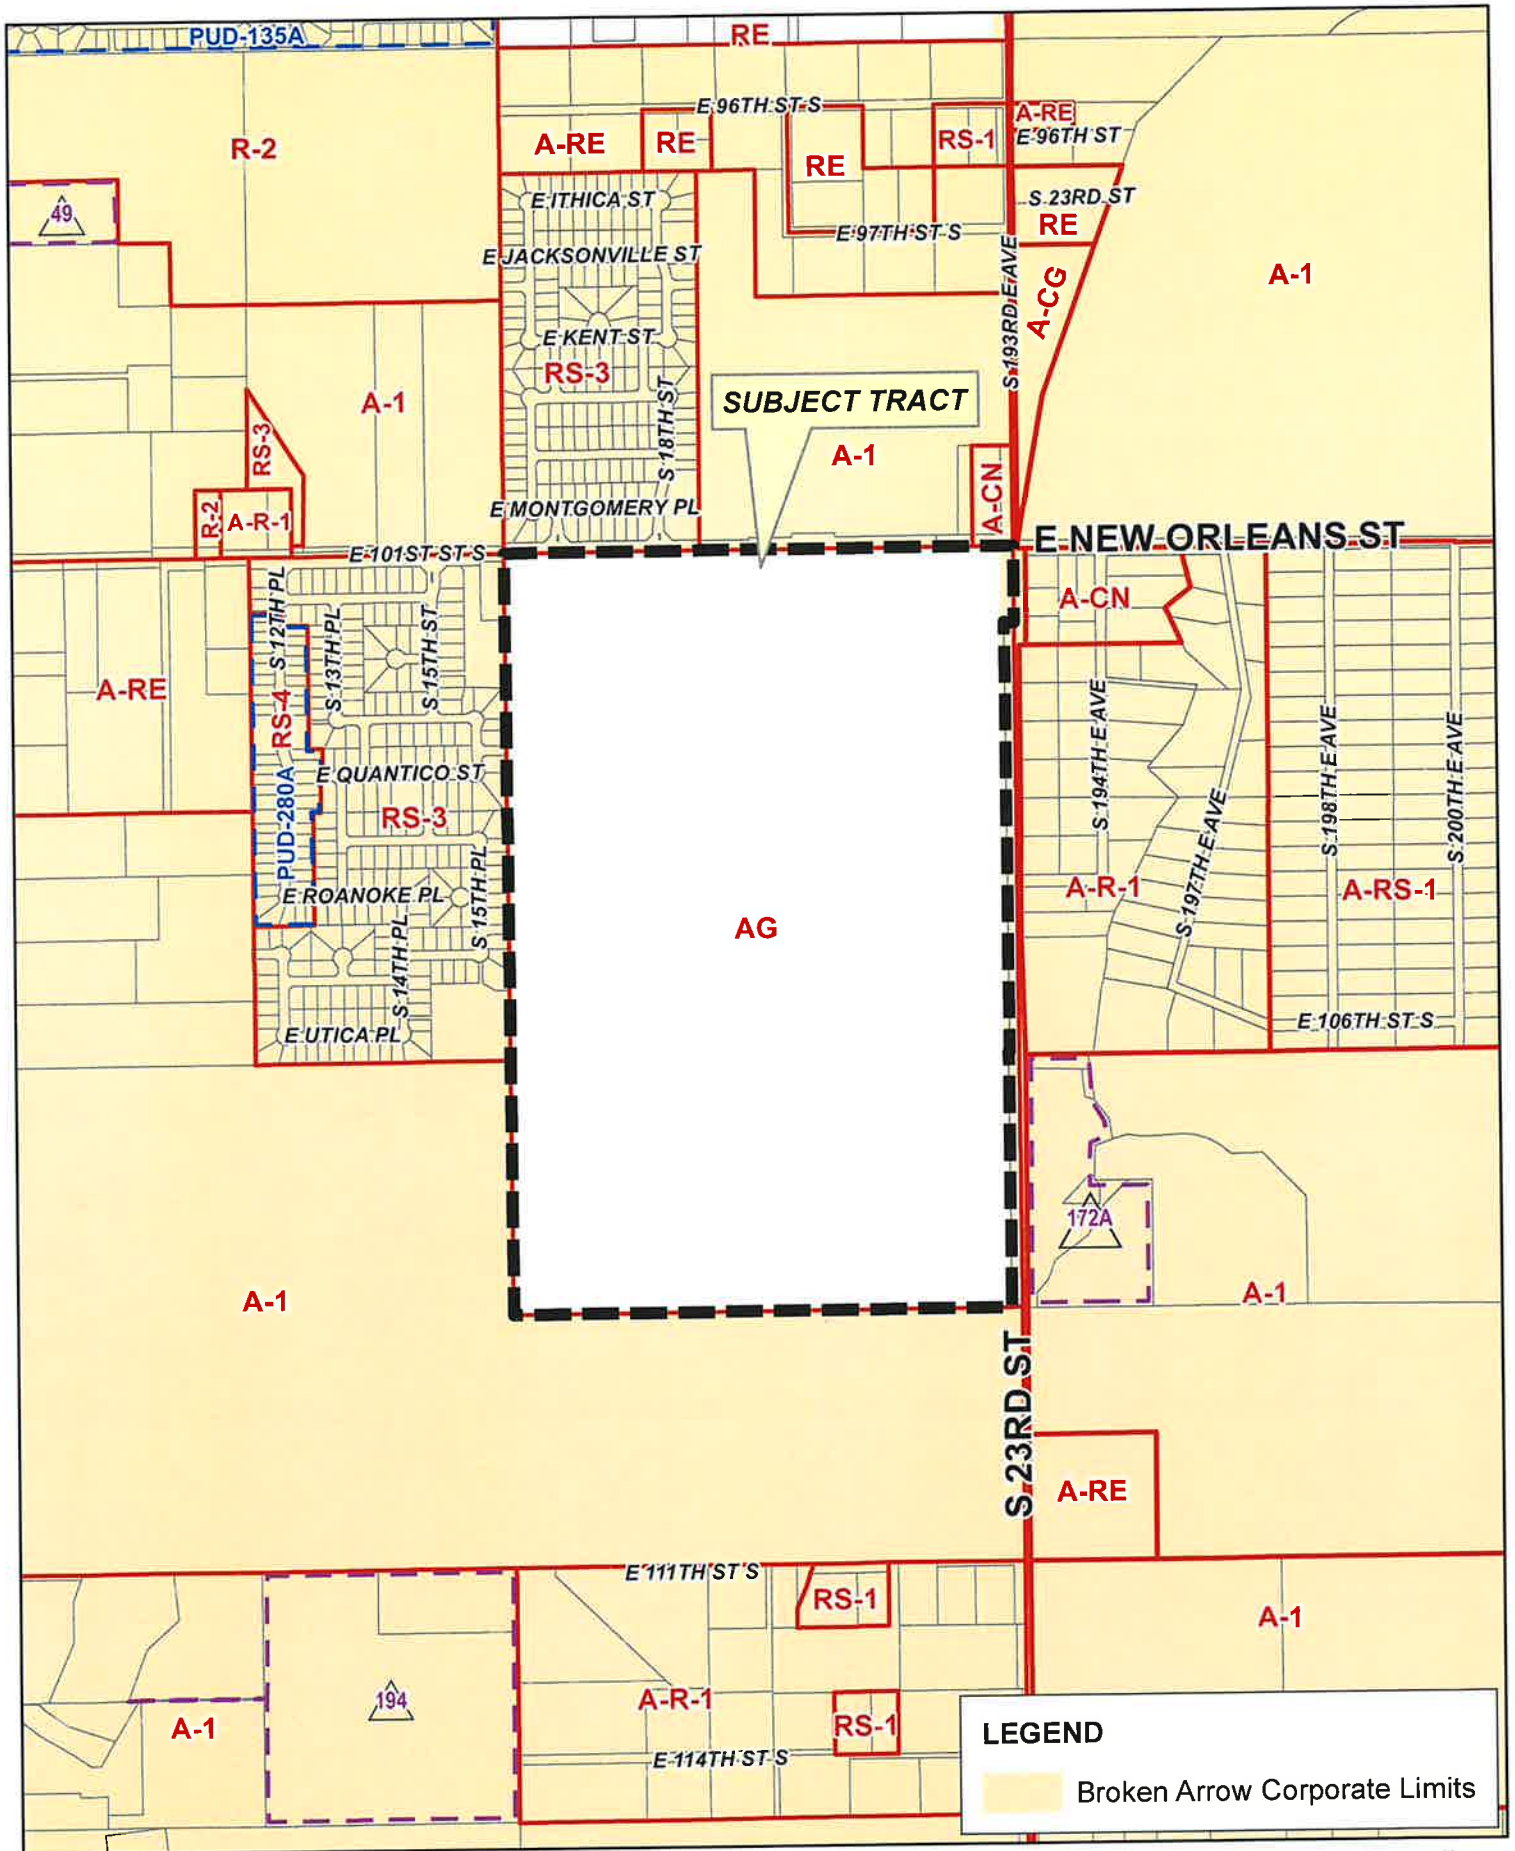 PUD-135A
RE
E 96TH ST S
A-RE
E 96TH ST
R-2
A-RE
RE
RE
RS-1
49
E ITHICA ST
S 23RD ST
RE
E 97TH ST S
E JACKSONVILLE ST
A-1
A-CG
S 193RD E AVE
E KENT ST
RS-3
A-1
SUBJECT TRACT
S 18TH ST
RS-3
A-1
A-CN
R-2
A-R-1
E MONTGOMERY PL
E 101ST ST S
E NEW ORLEANS ST
A-CN
S 12TH PL
S 13TH PL
S 15TH ST
A-RE
RS-4
S 194TH E AVE
S 198TH E AVE
S 200TH E AVE
E QUANTICO ST
PUD-280A
RS-3
S 197TH E AVE
E ROANOKE PL
S 15TH PL
A-R-1
A-RS-1
AG
S 14TH PL
E UTICA PL
E 106TH ST S
172A
A-1
A-1
S 23RD ST
A-RE
E 111TH ST S
RS-1
A-1
194
A-1
A-R-1
RS-1
E 114TH ST S
LEGEND
Broken Arrow Corporate Limits